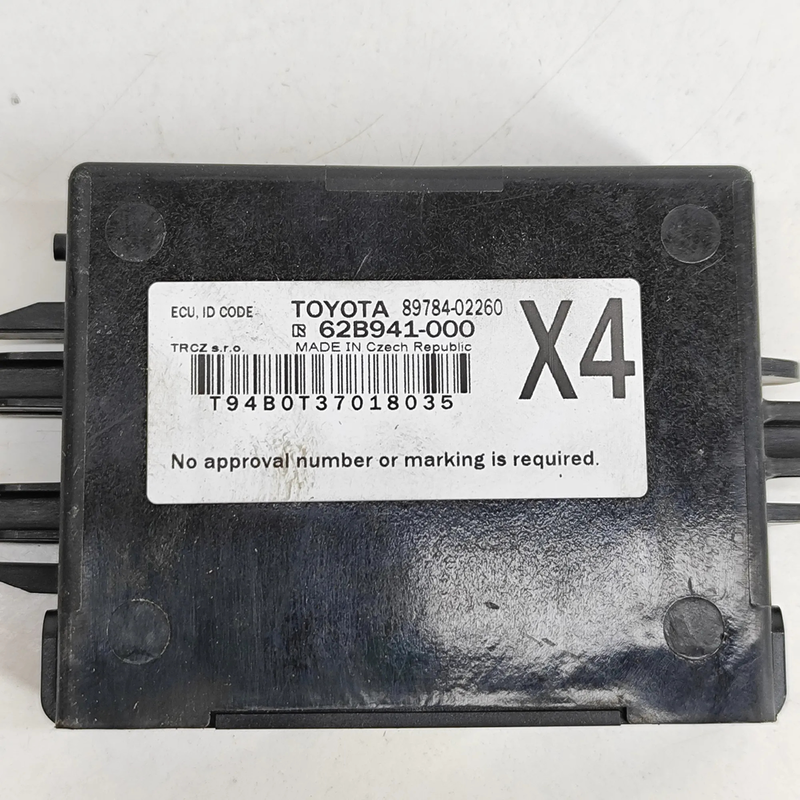 ECU, ID CODE TOYOTA 89784-02260
62B941-000
TRCZ s.r.o. MADE IN Czech Republic
X4
T94B0T37018035
No approval number or marking is required.